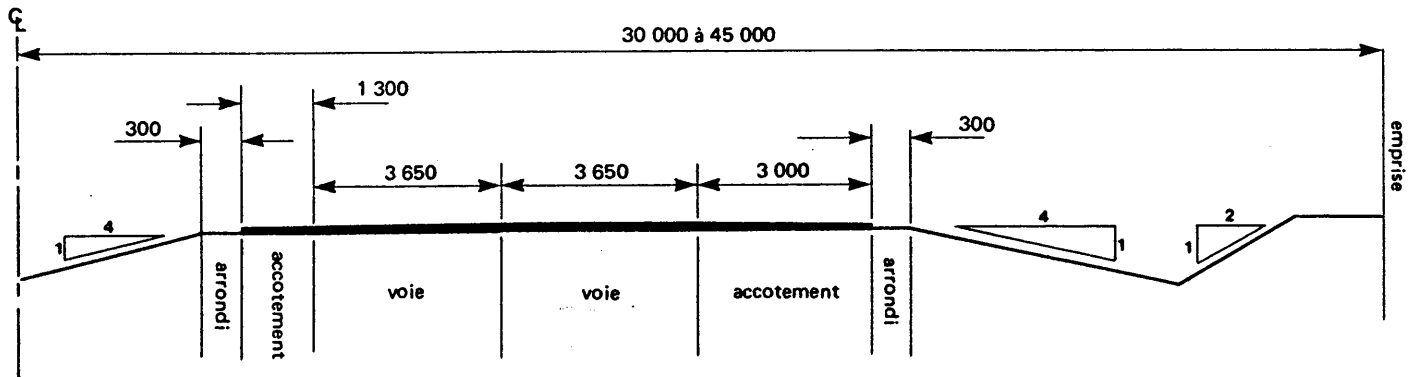 ℄
30 000 à 45 000
1 300
300
300
3 650
3 650
3 000
4
1
4
1
2
1
emprise
arrondi
accotement
voie
voie
accotement
arrondi